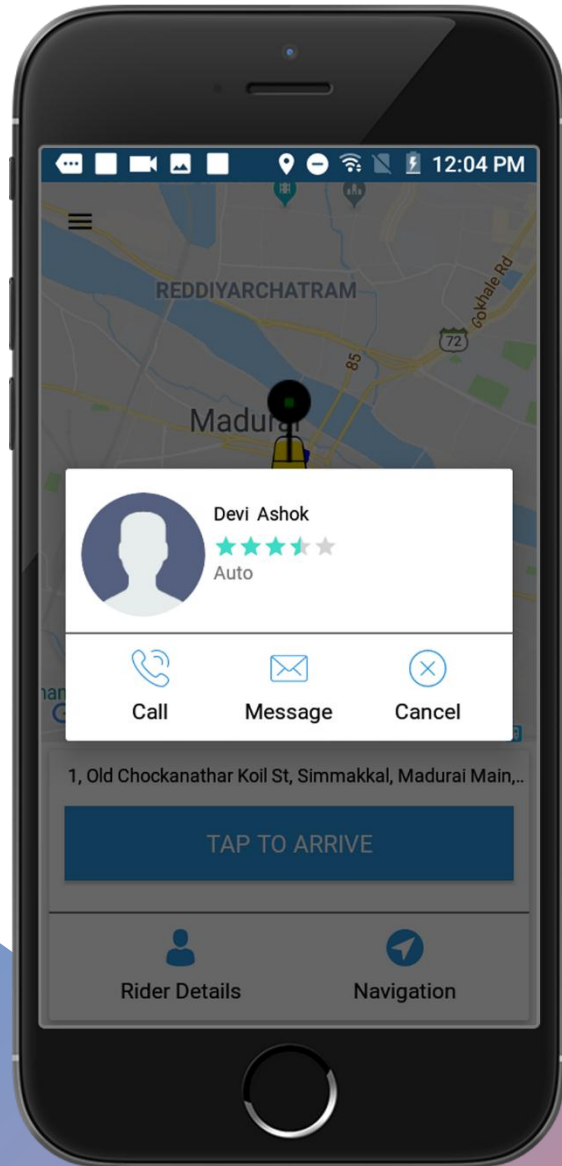 12:04 PM
REDDIYARCHATRAM
Gokhale Rd
72
85
Madurai
Devi Ashok
Auto
Call Message Cancel
1, Old Chockanathar Koil St, Simmakkal, Madurai Main,..
TAP TO ARRIVE
Rider Details Navigation